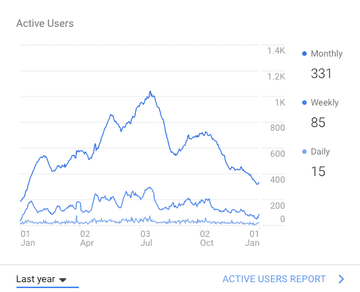 Active Users
1.4K
1.2K
1K
800
600
400
200
0
01 Jan
02 Apr
03 Jul
02 Oct
01 Jan
Monthly
331
Weekly
85
Daily
15
Last year
ACTIVE USERS REPORT